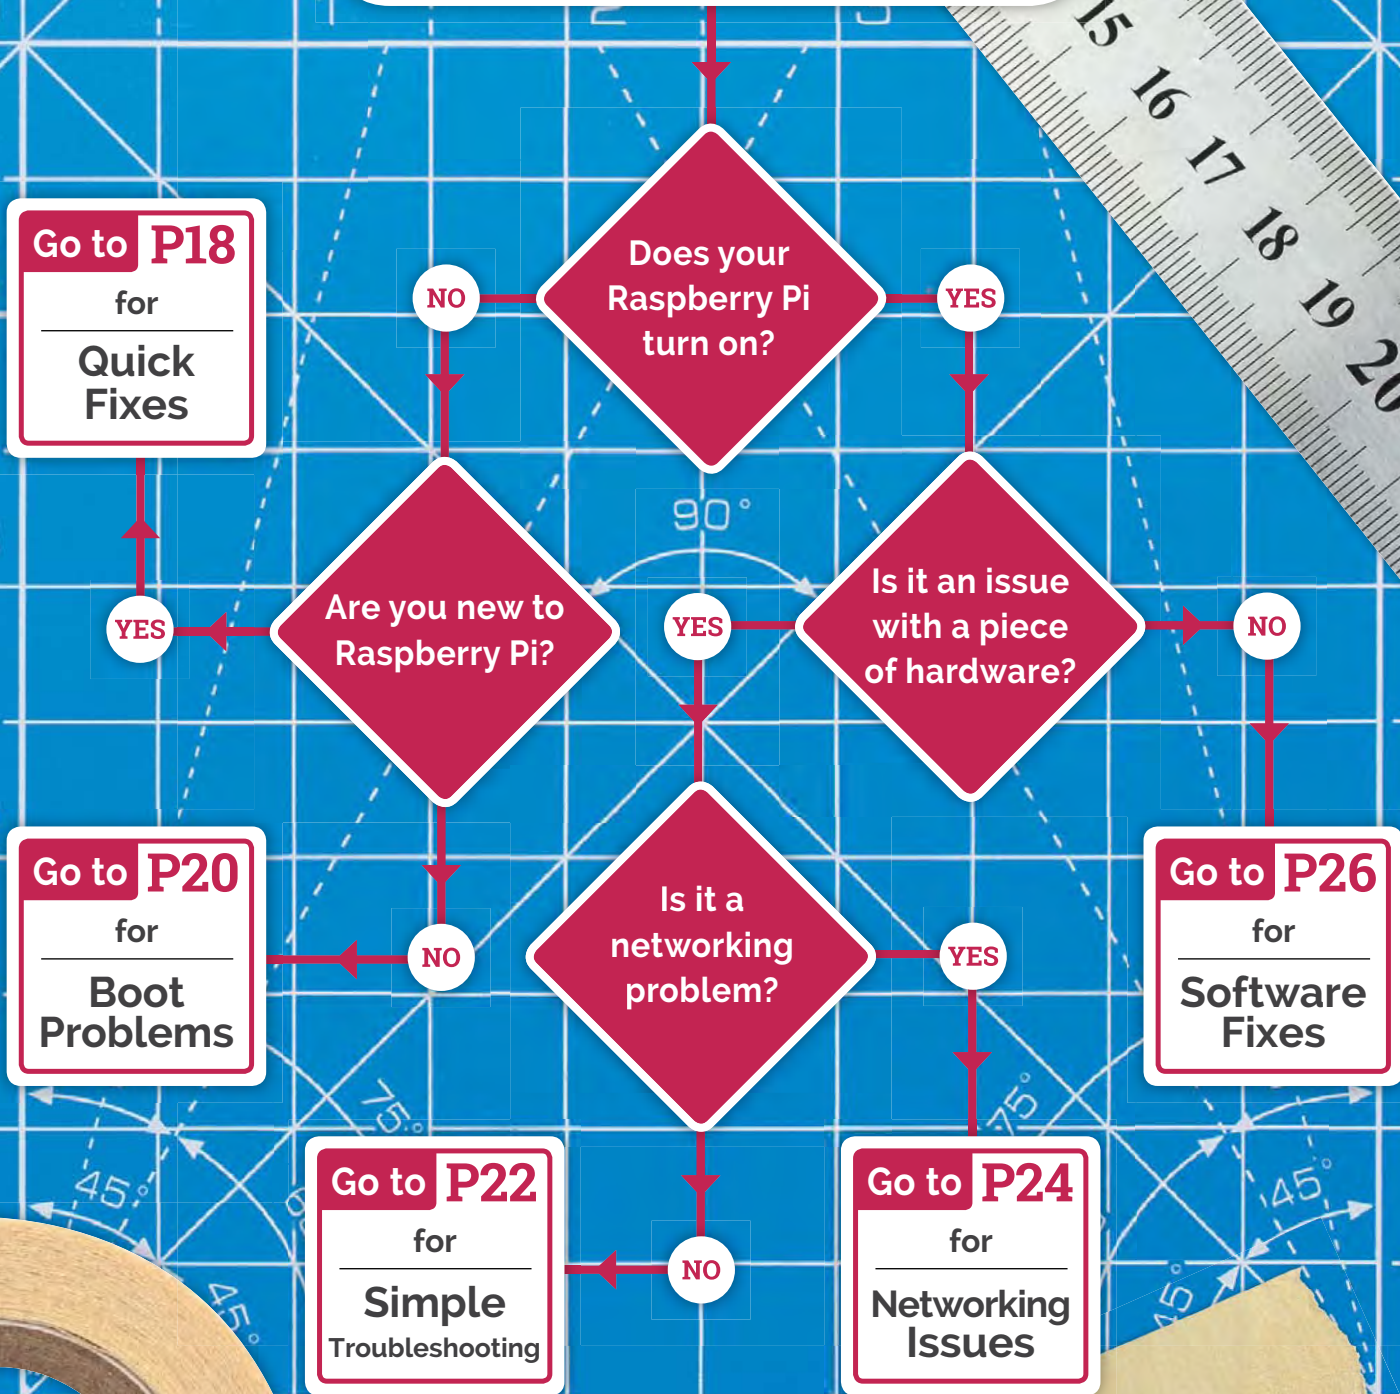 15
16
17
18
19
20
Does your
Raspberry Pi
turn on?
NO
YES
Go to P18
for
Quick
Fixes
90°
Are you new to
Raspberry Pi?
YES
Is it an issue
with a piece
of hardware?
YES
NO
Go to P20
for
Boot
Problems
NO
Is it a
networking
problem?
YES
Go to P26
for
Software
Fixes
75°
75°
45°
45°
Go to P22
for
Simple
Troubleshooting
NO
Go to P24
for
Networking
Issues
45°
45°